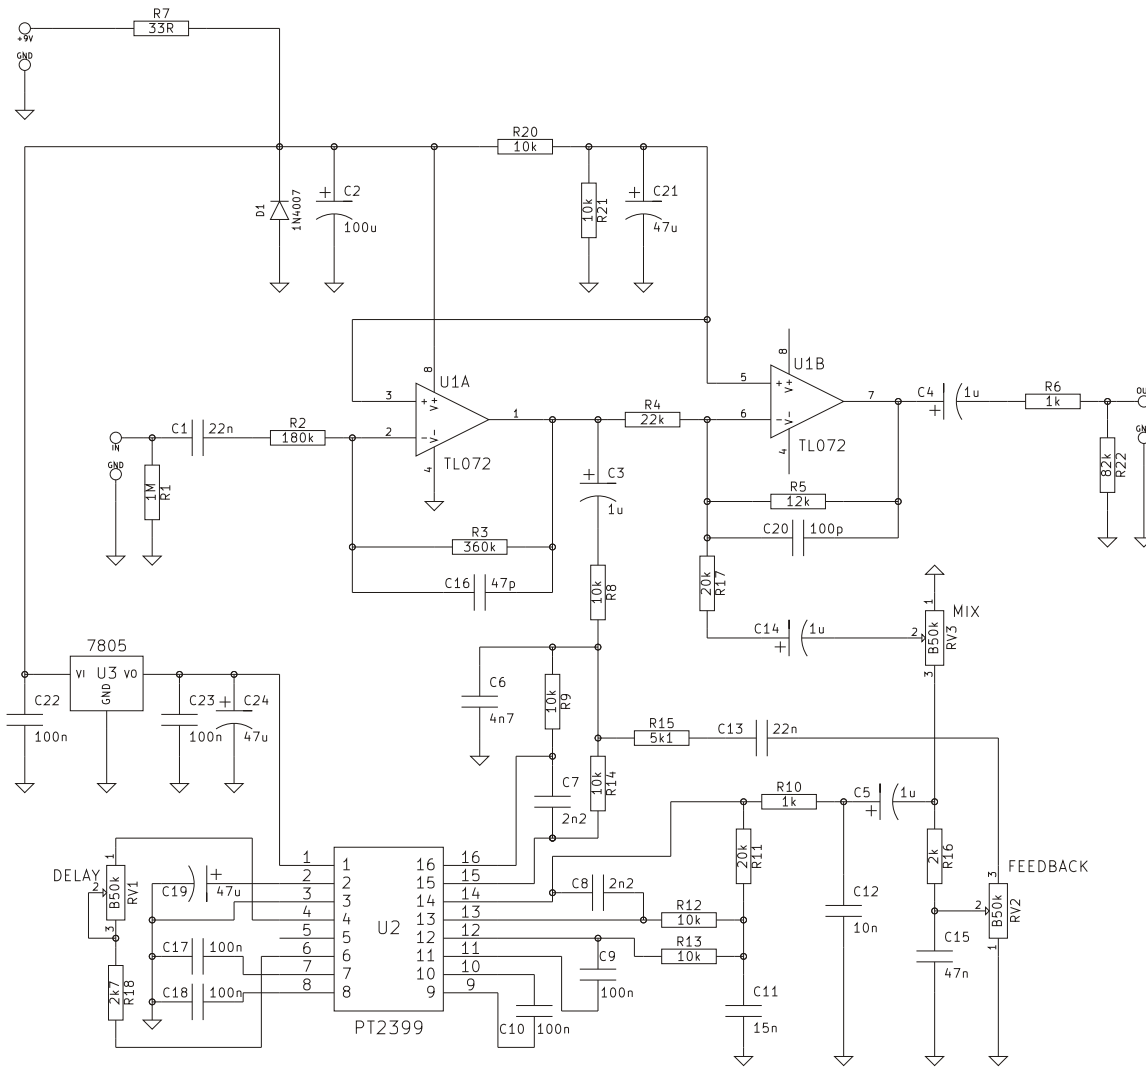 R7
33R
+9V
GND
R20
10k
D1
1N4007
C2
100u
10k
R21
C21
47u
U1A
8
V+
3
2
1
V-
4
TL072
U1B
8
V+
5
6
7
V-
4
TL072
C4
1u
R6
1k
OU
GN
82k
R22
IN
GND
1M
R1
C1
22n
R2
180k
R4
22k
C3
1u
R5
12k
C20
100p
R3
360k
C16
47p
10k
R8
20k
R17
C14
1u
MIX
1
2
3
B50k
RV3
7805
VI
U3
VO
GND
C22
100n
C23
100n
C24
47u
C6
4n7
10k
R9
R15
5k1
C13
22n
C7
2n2
10k
R14
R10
1k
C5
1u
20k
R11
2k
R16
FEEDBACK
3
2
1
B50k
RV2
C12
10n
C15
47n
DELAY
1
2
3
B50k
RV1
C19
47u
C17
100n
C18
100n
2k7
R18
1
2
3
4
5
6
7
8
1
2
3
4
5
6
7
8
U2
16
15
14
13
12
11
10
9
16
15
14
13
12
11
10
9
PT2399
C8
2n2
R12
10k
R13
10k
C9
100n
C10
100n
C11
15n